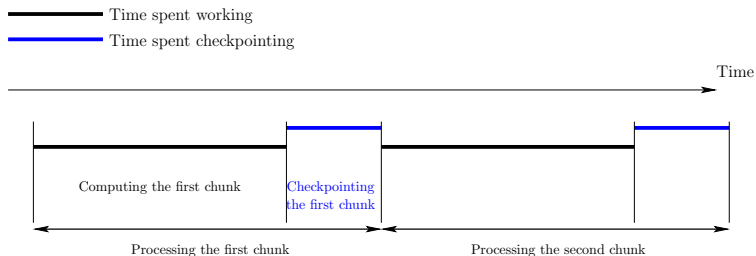 Time spent working
Time spent checkpointing
Time
Computing the first chunk
Checkpointing
the first chunk
Processing the first chunk
Processing the second chunk